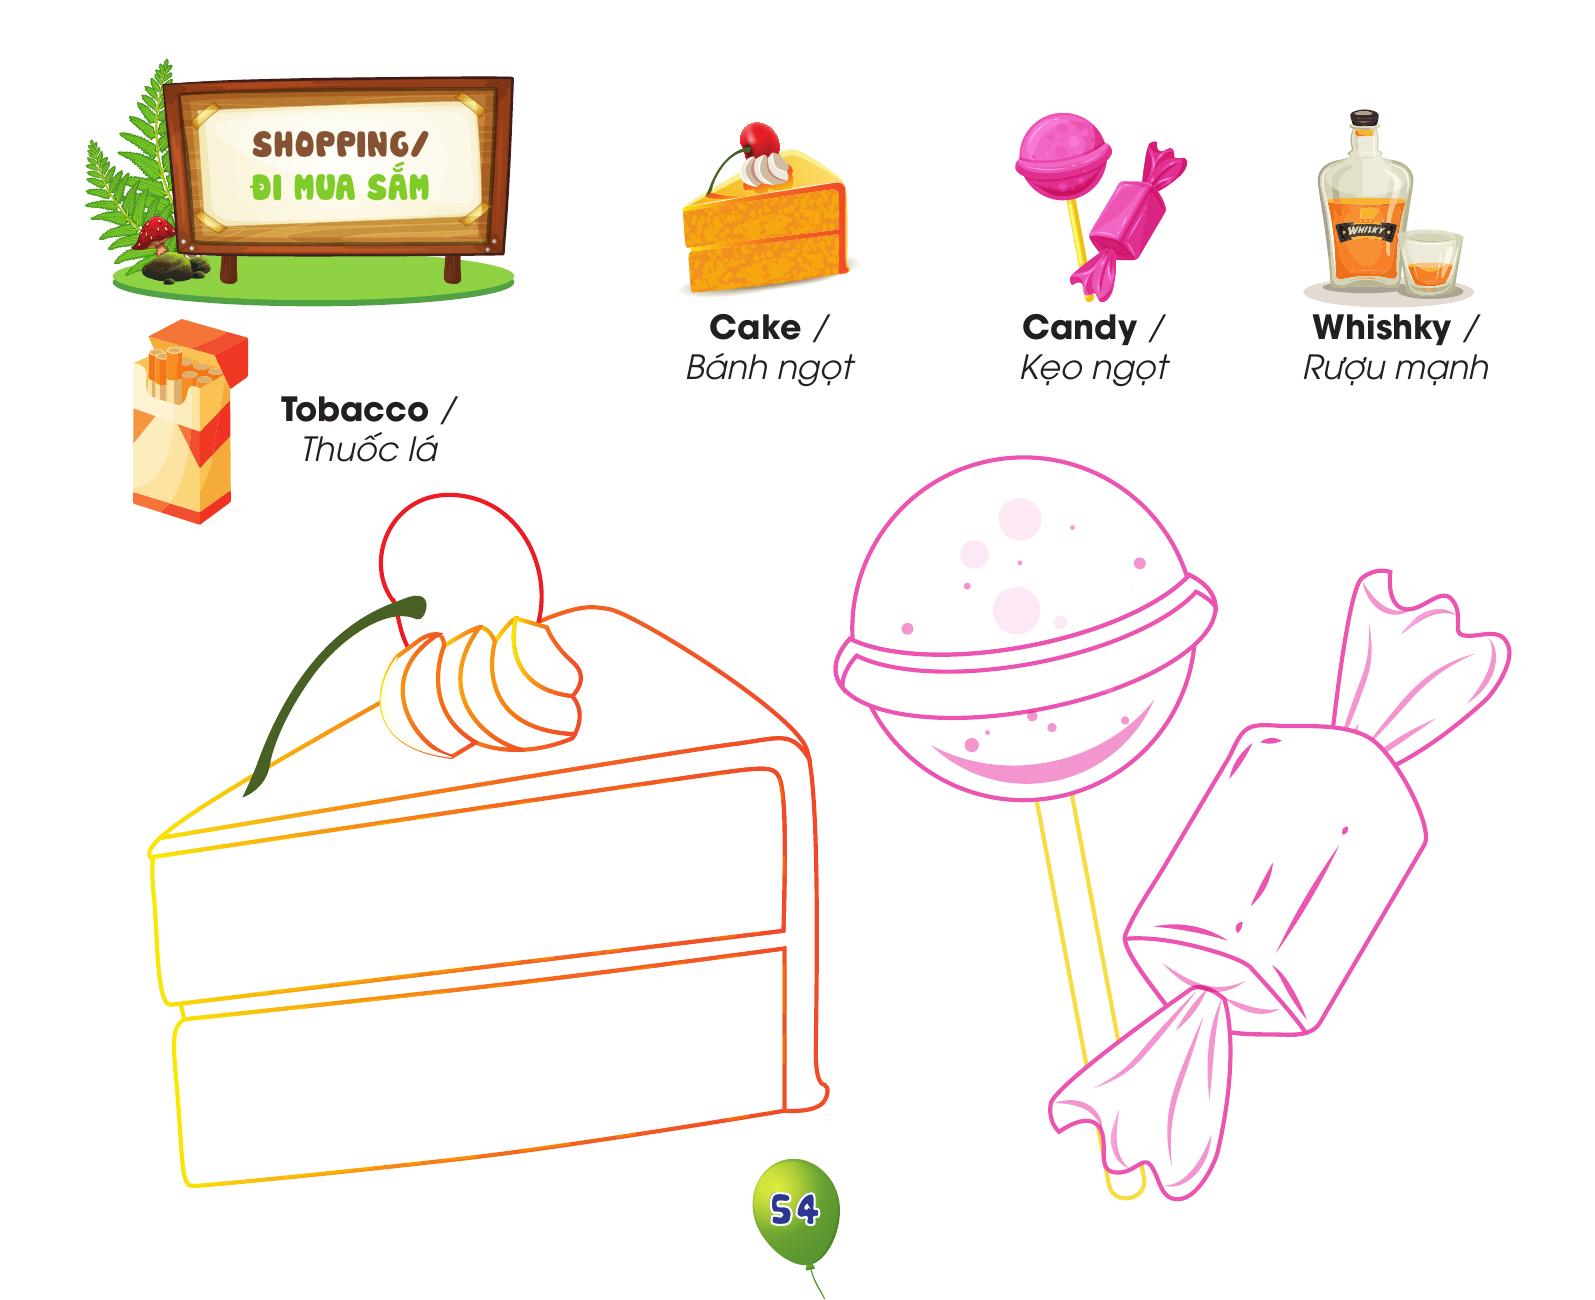 SHOPPING/
ĐI MUA SẮM
Cake /
Bánh ngọt
Candy /
Kẹo ngọt
WHISKY
Whishky /
Rượu mạnh
Tobacco /
Thuốc lá
54